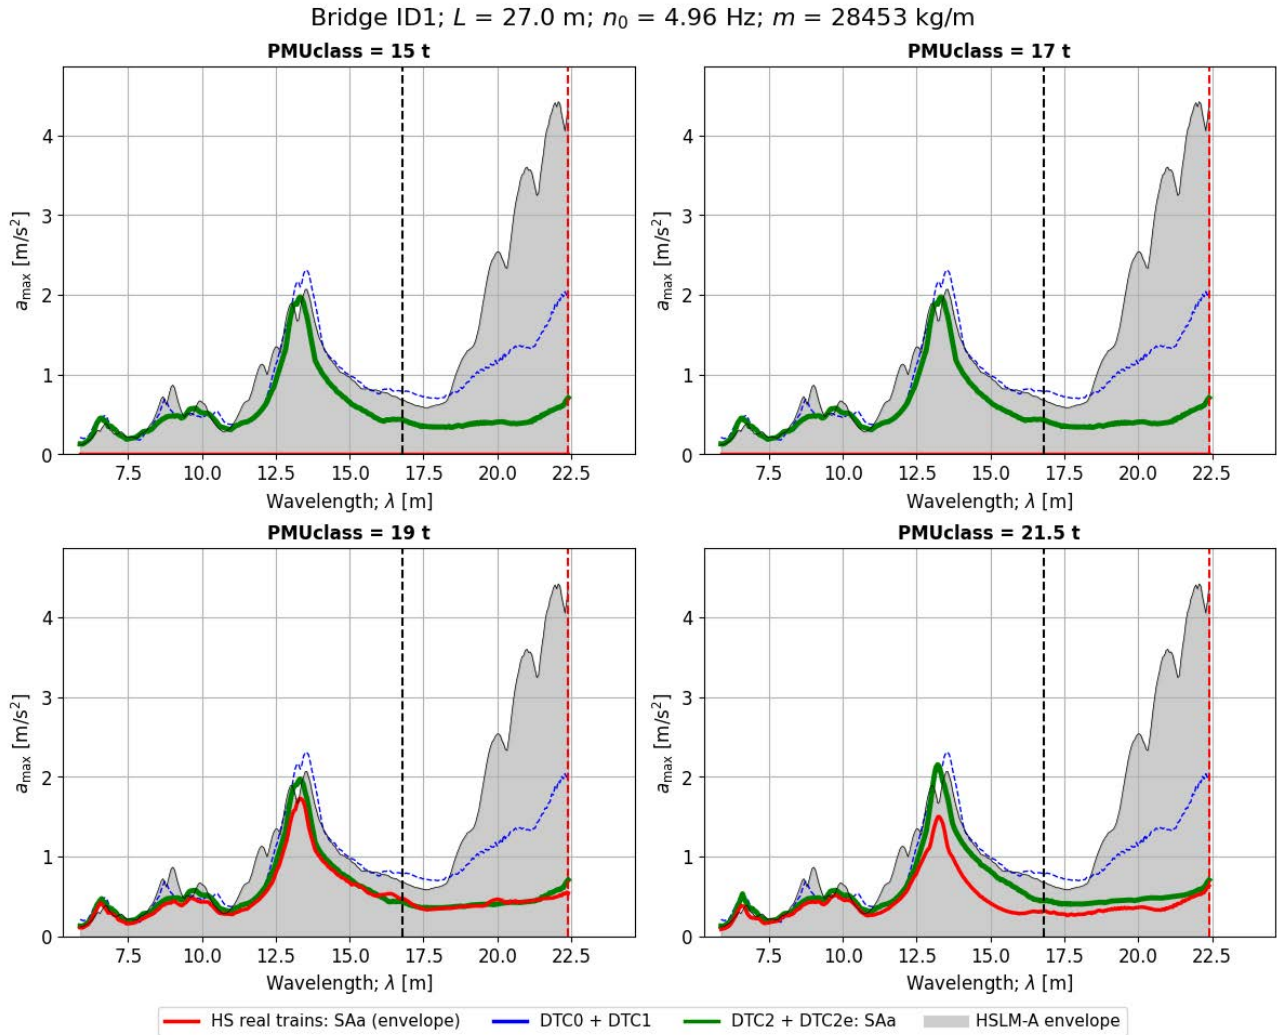 Bridge ID1; L = 27.0 m; n₀ = 4.96 Hz; m = 28453 kg/m
PMUclass = 15 t
a_max [m/s²]
4
3
2
1
0
7.5 10.0 12.5 15.0 17.5 20.0 22.5
Wavelength; λ [m]
PMUclass = 17 t
a_max [m/s²]
4
3
2
1
0
7.5 10.0 12.5 15.0 17.5 20.0 22.5
Wavelength; λ [m]
PMUclass = 19 t
a_max [m/s²]
4
3
2
1
0
7.5 10.0 12.5 15.0 17.5 20.0 22.5
Wavelength; λ [m]
PMUclass = 21.5 t
a_max [m/s²]
4
3
2
1
0
7.5 10.0 12.5 15.0 17.5 20.0 22.5
Wavelength; λ [m]
HS real trains: SAa (envelope) DTC0 + DTC1 DTC2 + DTC2e: SAa HSLM-A envelope